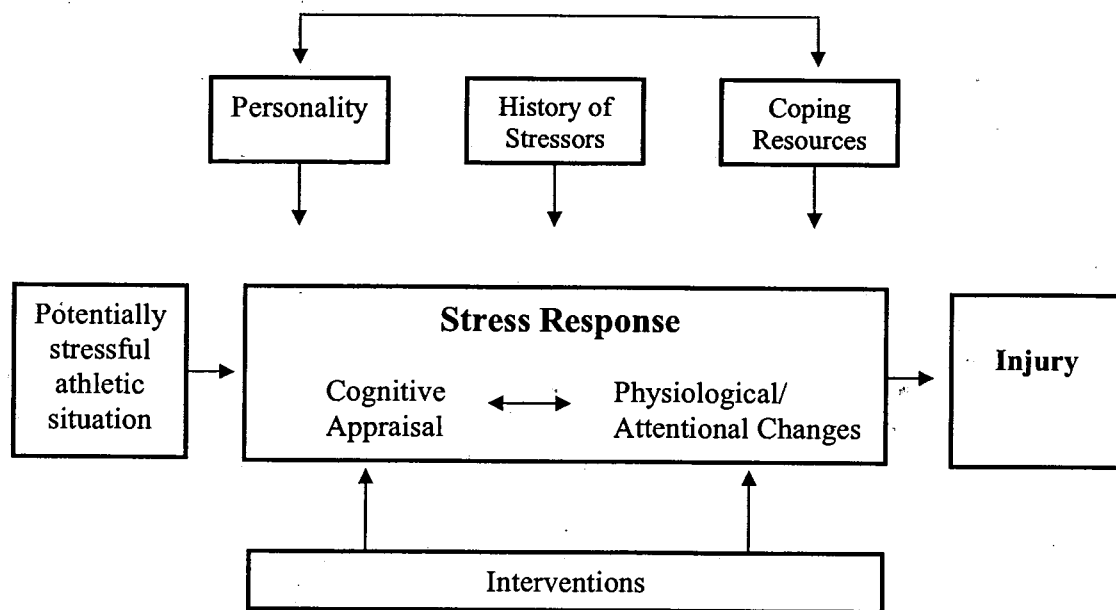 Personality
History of
Stressors
Coping
Resources
Potentially
stressful
athletic
situation
Stress Response
Cognitive
Appraisal
Physiological/
Attentional Changes
Injury
Interventions